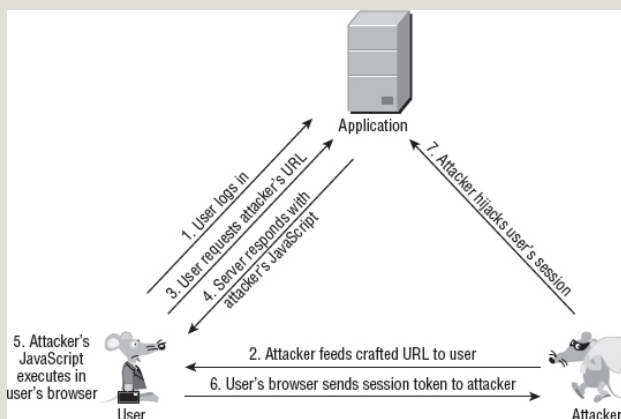 Application
1. User logs in
3. User requests attacker's URL
4. Server responds with
attacker's JavaScript
7. Attacker hijacks user's session
5. Attacker's
JavaScript
executes in
user's browser
2. Attacker feeds crafted URL to user
6. User's browser sends session token to attacker
User
Attacker